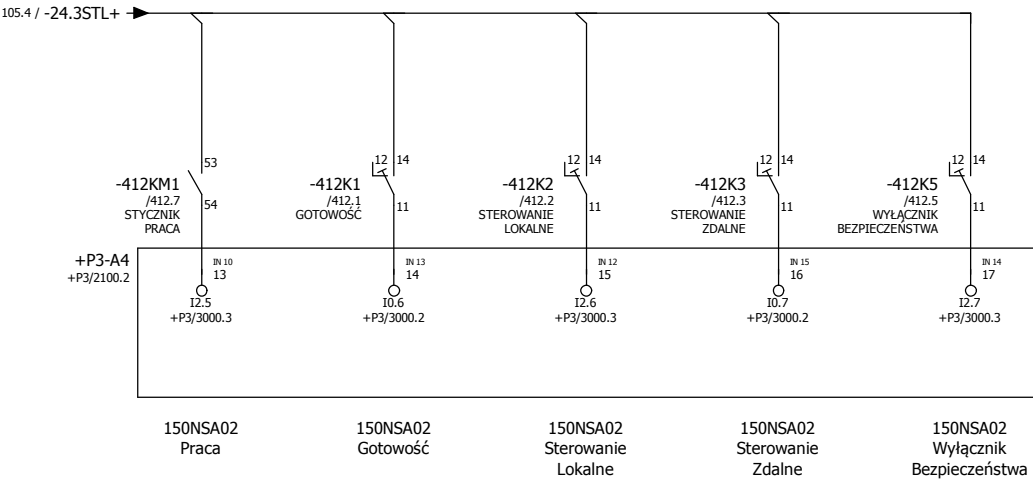 105.4 / -24.3STL+
53
-412KM1
/412.7
STYCZNIK
PRACA
54
12 14
-412K1
/412.1
GOTOWOŚĆ
11
12 14
-412K2
/412.2
STEROWANIE
LOKALNE
11
12 14
-412K3
/412.3
STEROWANIE
ZDALNE
11
12 14
-412K5
/412.5
WYŁĄCZNIK
BEZPIECZEŃSTWA
11
+P3-A4
+P3/2100.2
IN 10
13
I2.5
+P3/3000.3
IN 13
14
I0.6
+P3/3000.2
IN 12
15
I2.6
+P3/3000.3
IN 15
16
I0.7
+P3/3000.2
IN 14
17
I2.7
+P3/3000.3
150NSA02
Praca
150NSA02
Gotowość
150NSA02
Sterowanie
Lokalne
150NSA02
Sterowanie
Zdalne
150NSA02
Wyłącznik
Bezpieczeństwa